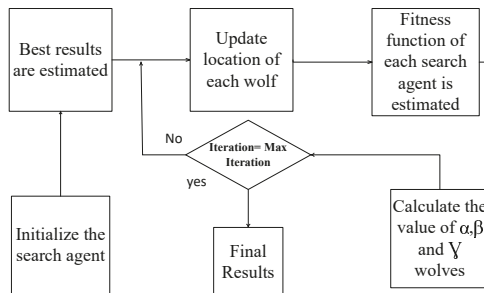 Best results
are estimated
Update
location of
each wolf
Fitness
function of
each search
agent is
estimated
No
Iteration= Max
Iteration
yes
Initialize the
search agent
Final
Results
Calculate the
value of α,β
and Ɣ
wolves